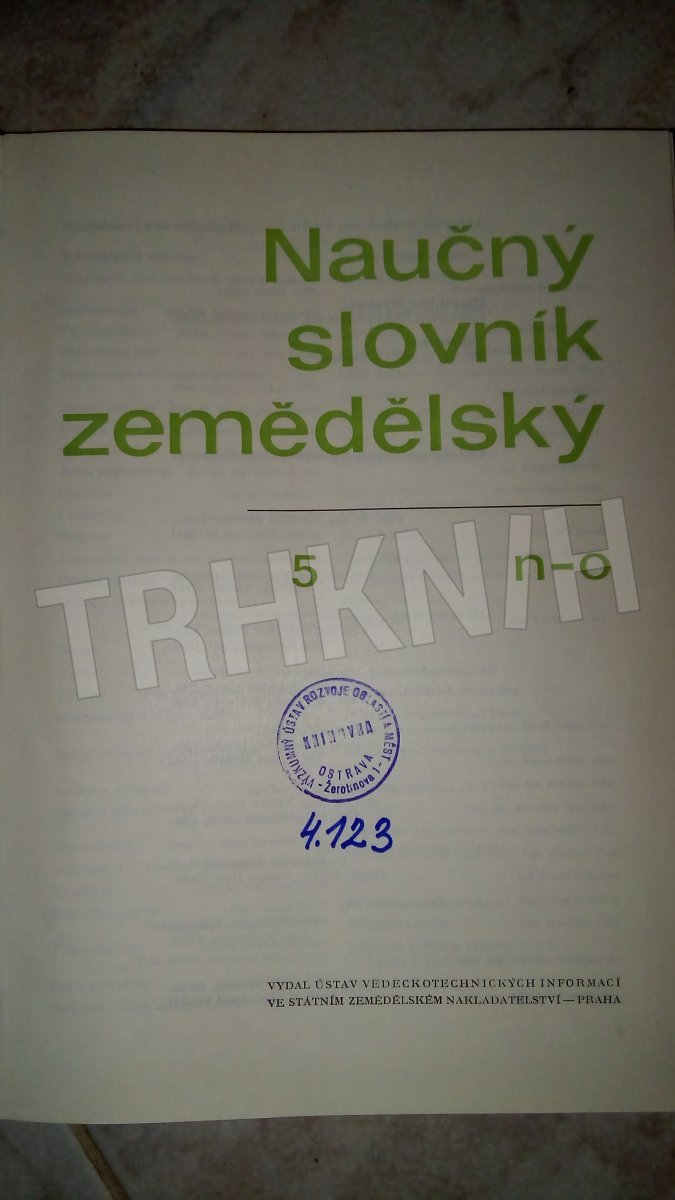 Naučný
slovník
zemědělský
5 n-o
TRHKNIH
VÝZKUMNÝ ÚSTAV ROZVOJE OBLASTÍ A MĚST
KNIHOVNA
OSTRAVA
- Žerotínova 1 -
4.123
VYDAL ÚSTAV VĚDECKOTECHNICKÝCH INFORMACÍ
VE STÁTNÍM ZEMĚDĚLSKÉM NAKLADATELSTVÍ — PRAHA